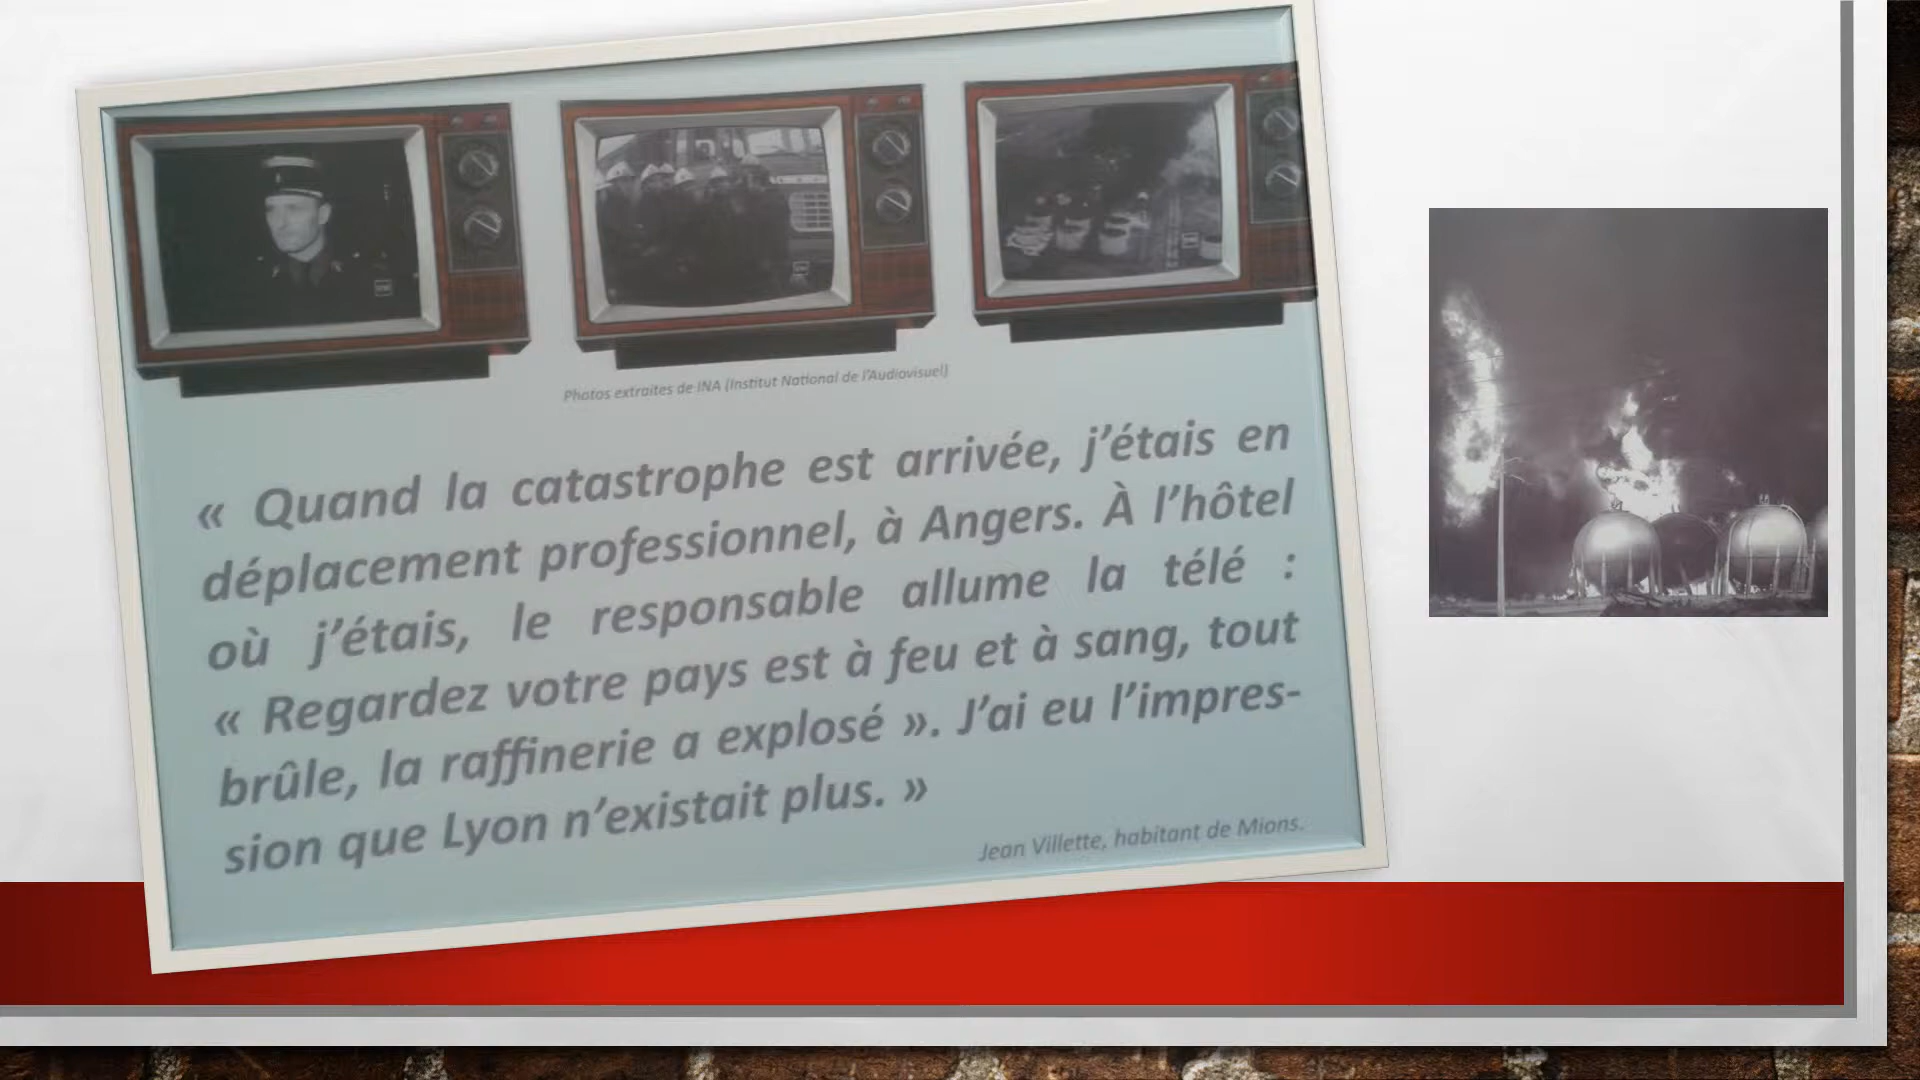 Photos extraites de INA (Institut National de l'Audiovisuel)
« Quand la catastrophe est arrivée, j'étais en
déplacement professionnel, à Angers. À l'hôtel
où j'étais, le responsable allume la télé :
« Regardez votre pays est à feu et à sang, tout
brûle, la raffinerie a explosé ». J'ai eu l'impres-
sion que Lyon n'existait plus. »
Jean Villette, habitant de Mions.